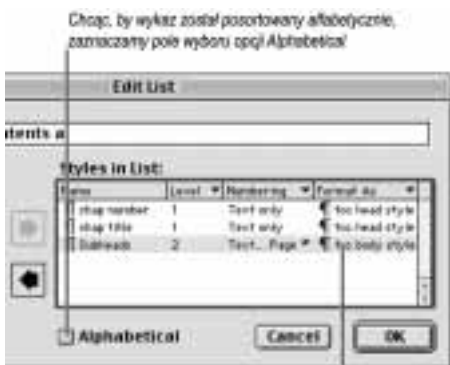 Chcąc, by wykaz został posortowany alfabetycznie,
zaznaczamy pole wyboru opcji Alphabetical
Edit List
ntents a
Styles in List:
Name Level Numbering Format As
chap number 1 Text only ¶ toc head style
chap title 1 Text only ¶ toc head style
Subheads 2 Text... Page # ¶ toc body style
Alphabetical Cancel OK